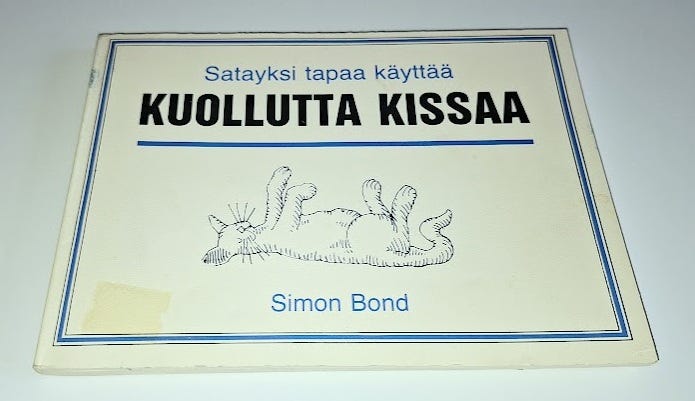 Satayksi tapaa käyttää
KUOLLUTTA KISSAA
Simon Bond